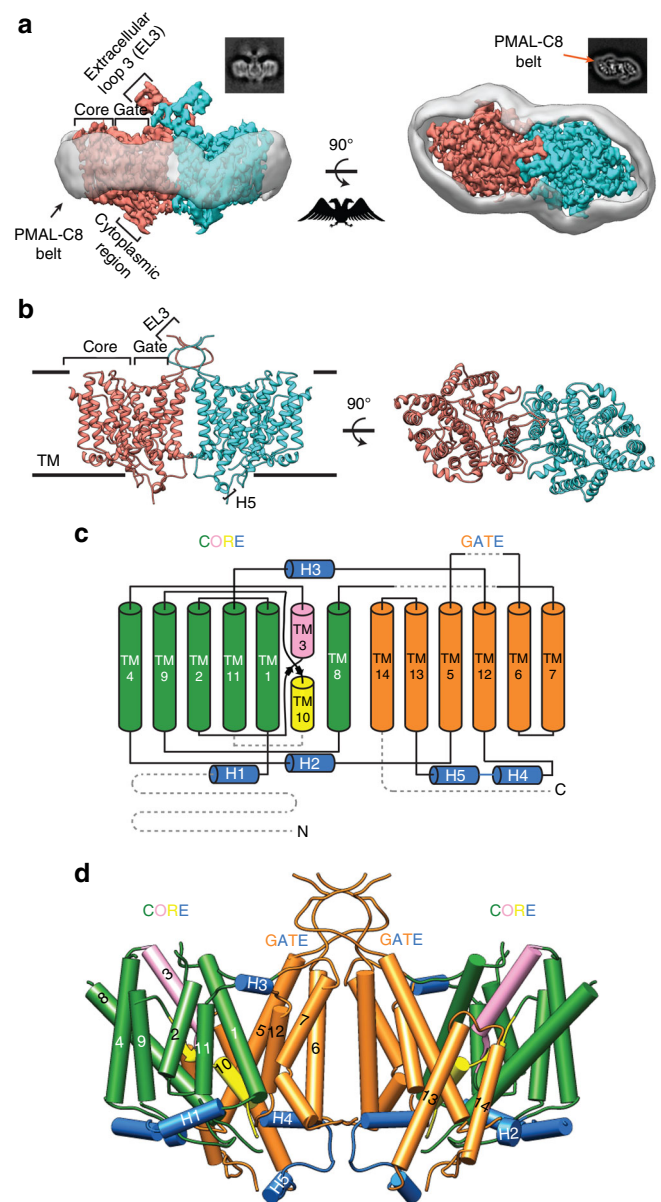 a
Extracellular
loop 3 (EL3)
Core Gate
PMAL-C8
belt
Cytoplasmic
region
90°
PMAL-C8
belt
b
EL3
Core Gate
TM
H5
90°
c
CORE
GATE
H3
TM
4
TM
9
TM
2
TM
11
TM
1
TM
3
TM
10
TM
8
TM
14
TM
13
TM
5
TM
12
TM
6
TM
7
H1
H2
H5
H4
C
N
d
CORE
GATE
GATE
CORE
3
8
4
9
2
11
1
10
H3
5
12
7
6
H1
H4
H5
13
14
H2